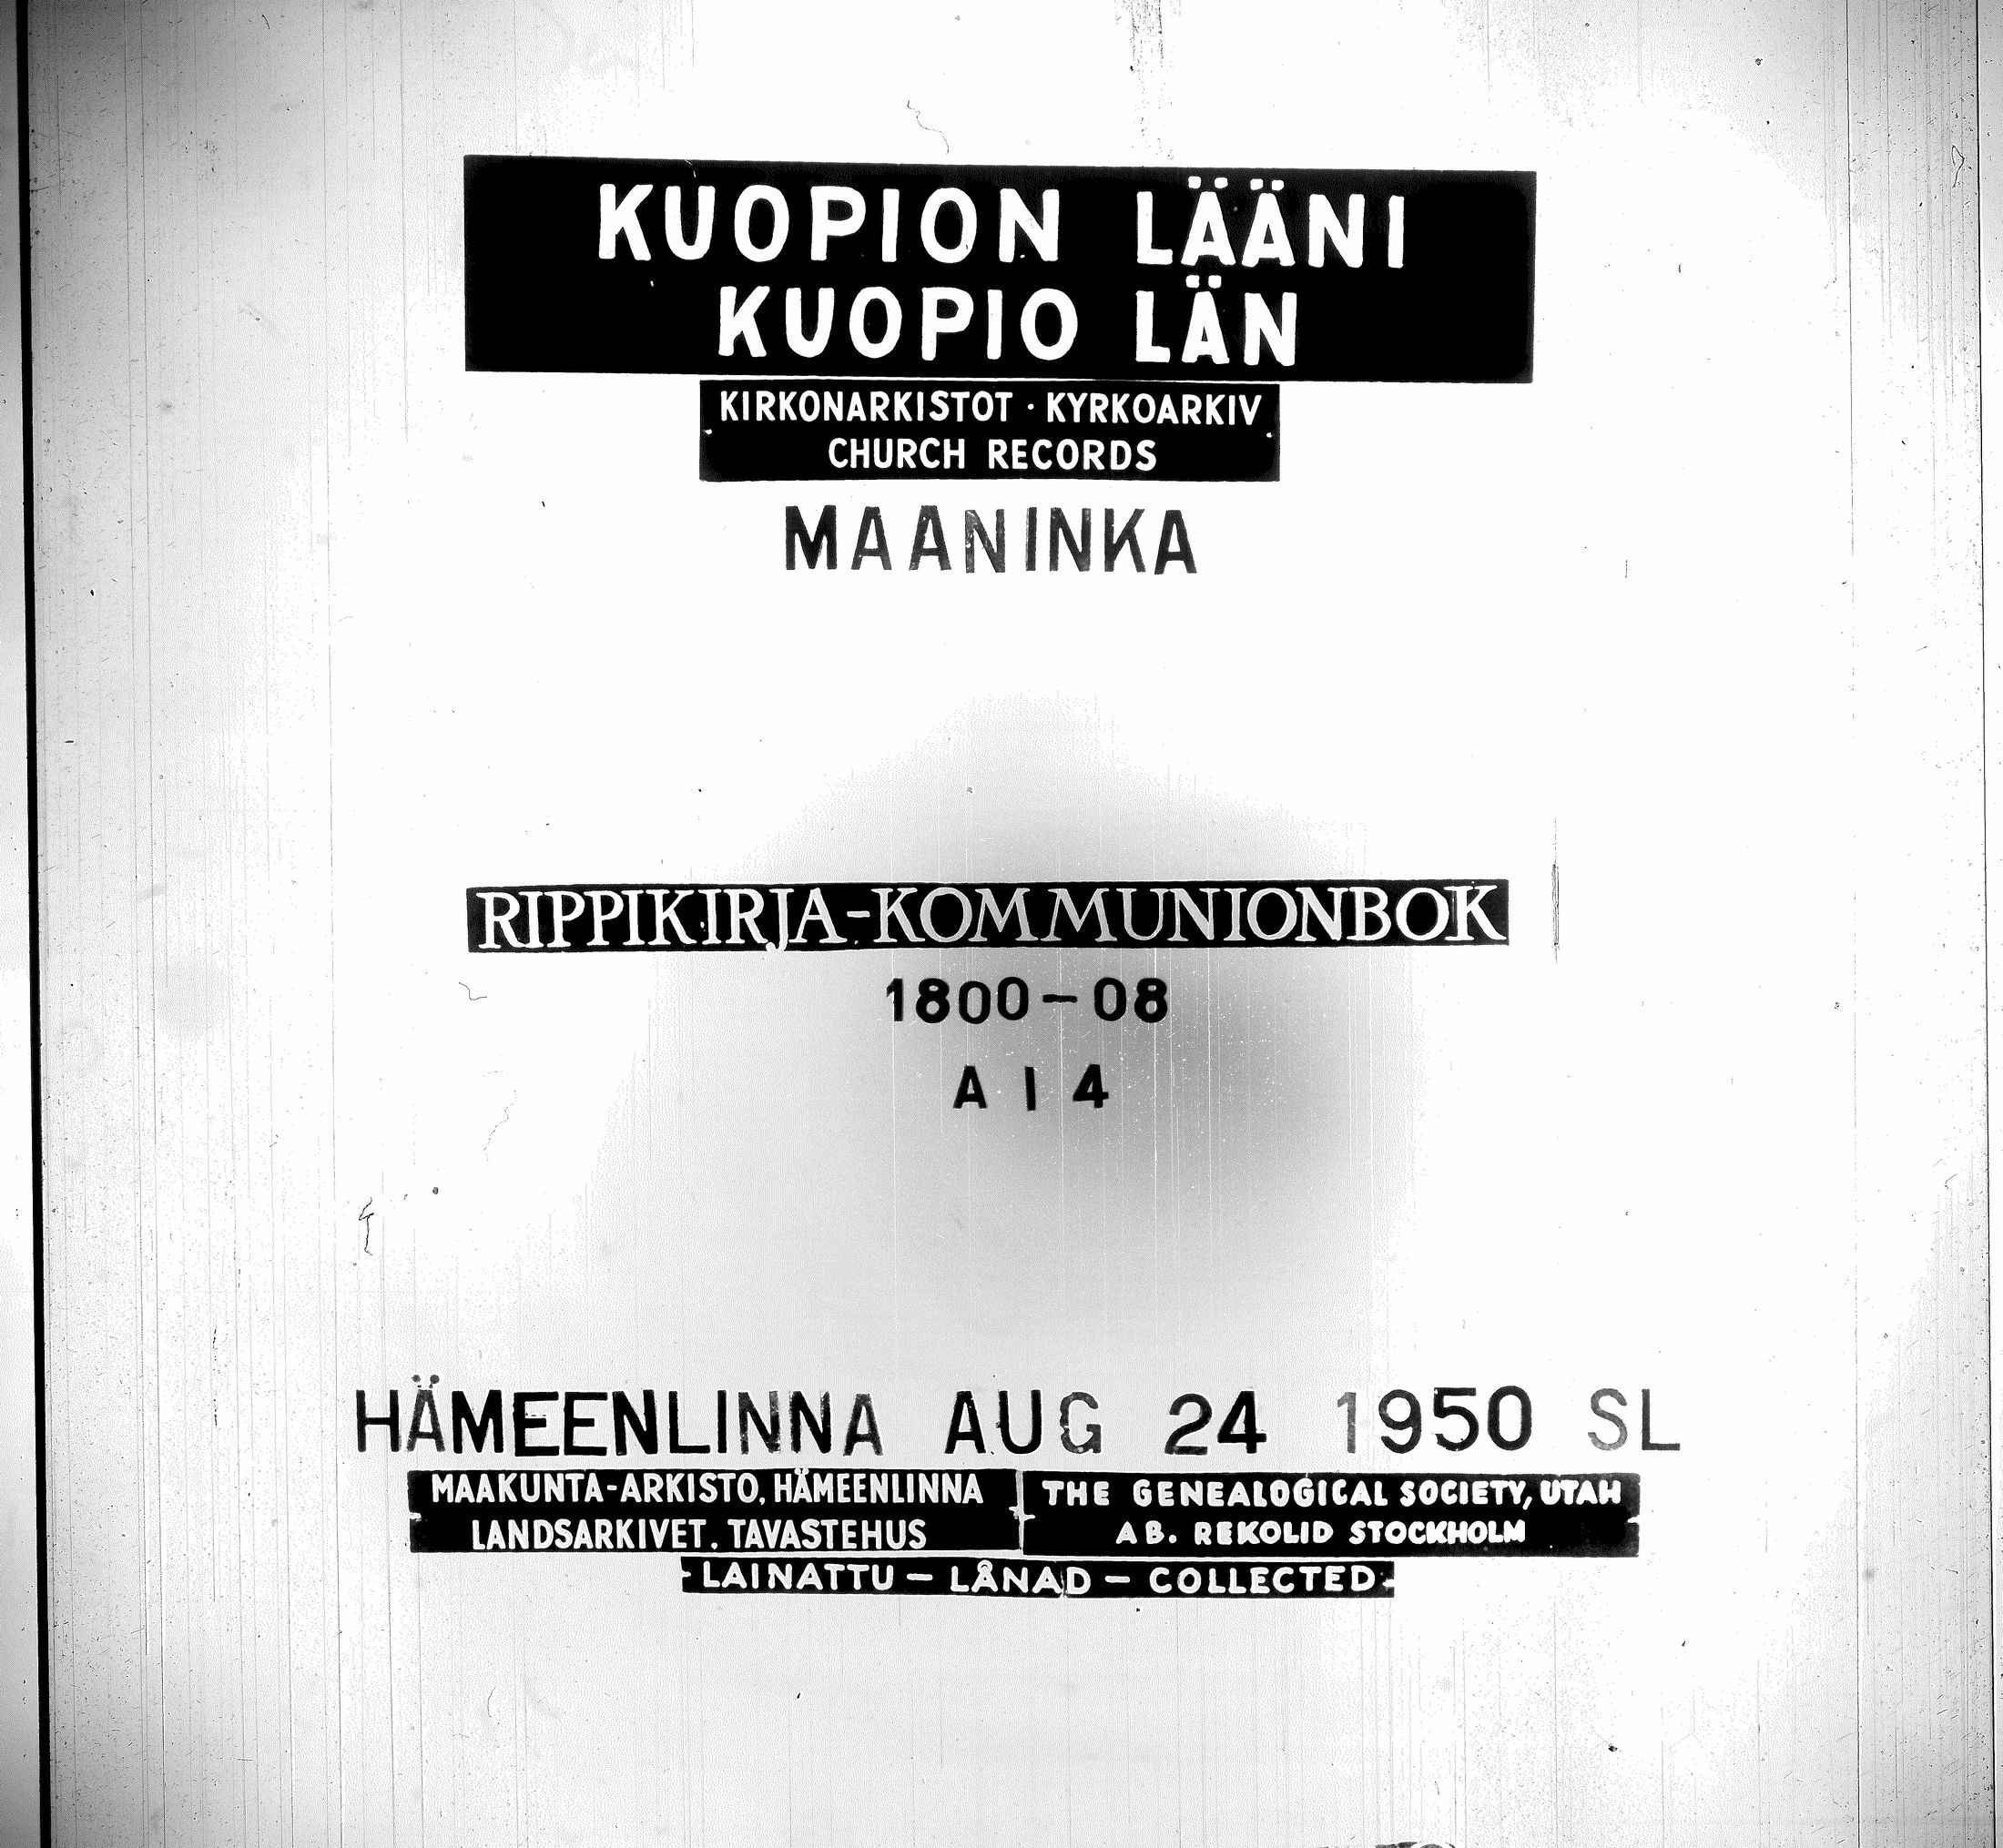 KUOPION LÄÄNI
KUOPIO LÄN
KIRKONARKISTOT · KYRKOARKIV
CHURCH RECORDS
MAANINKA
RIPPIKIRJA-KOMMUNIONBOK
1800-08
A I 4
HÄMEENLINNA AUG 24 1950 SL
MAAKUNTA-ARKISTO, HÄMEENLINNA
LANDSARKIVET. TAVASTEHUS
THE GENEALOGICAL SOCIETY, UTAH
AB. REKOLID STOCKHOLM
LAINATTU - LÅNAD - COLLECTED